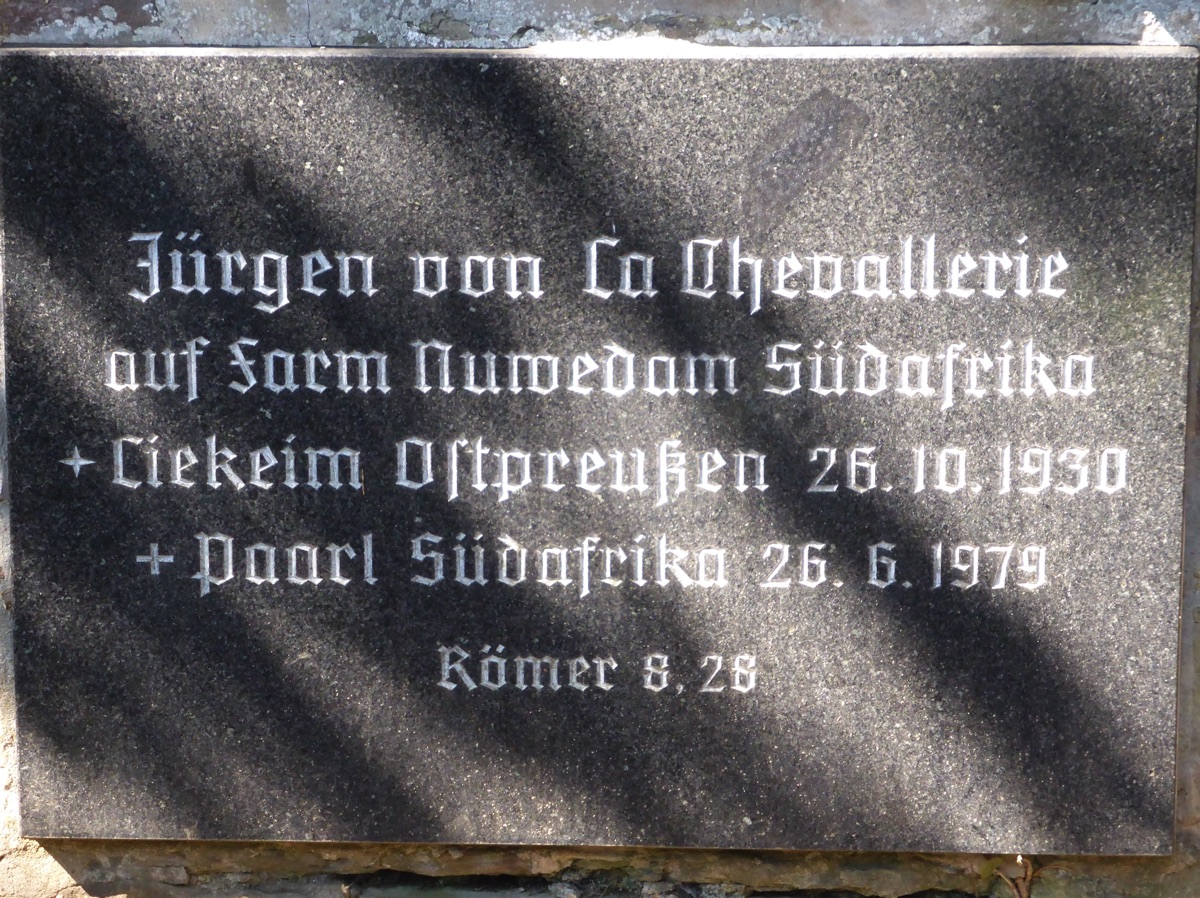 Jürgen von La Chevallerie
auf Farm Nuwedam Südafrika
+ Liekeim Ostpreußen 26. 10. 1930
+ Paarl Südafrika 26. 6. 1979
Römer 8, 28